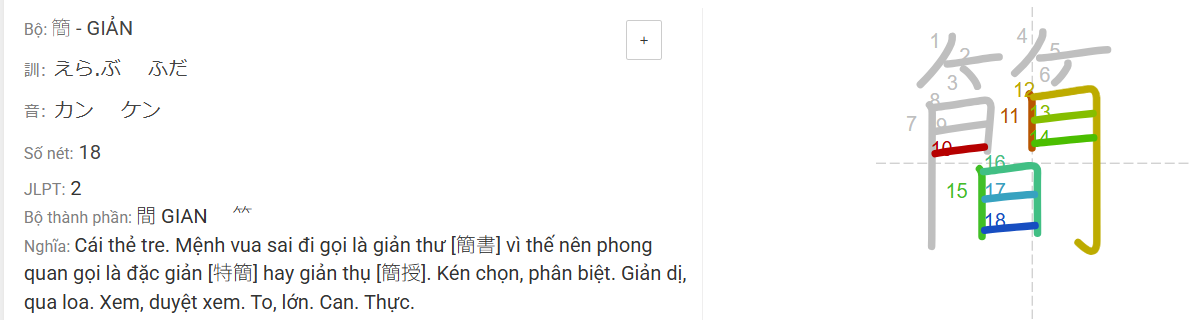 Bộ: 簡 - GIẢN
+
訓: えら.ぶ ふだ
音: カン ケン
Số nét: 18
JLPT: 2
Bộ thành phần: 間 GIAN ⺮
Nghĩa: Cái thẻ tre. Mệnh vua sai đi gọi là giản thư [簡書] vì thế nên phong
quan gọi là đặc giản [特簡] hay giản thụ [簡授]. Kén chọn, phân biệt. Giản dị,
qua loa. Xem, duyệt xem. To, lớn. Can. Thực.
簡
1 2 3 4 5 6 7 8 9 10 11 12 13 14 15 16 17 18